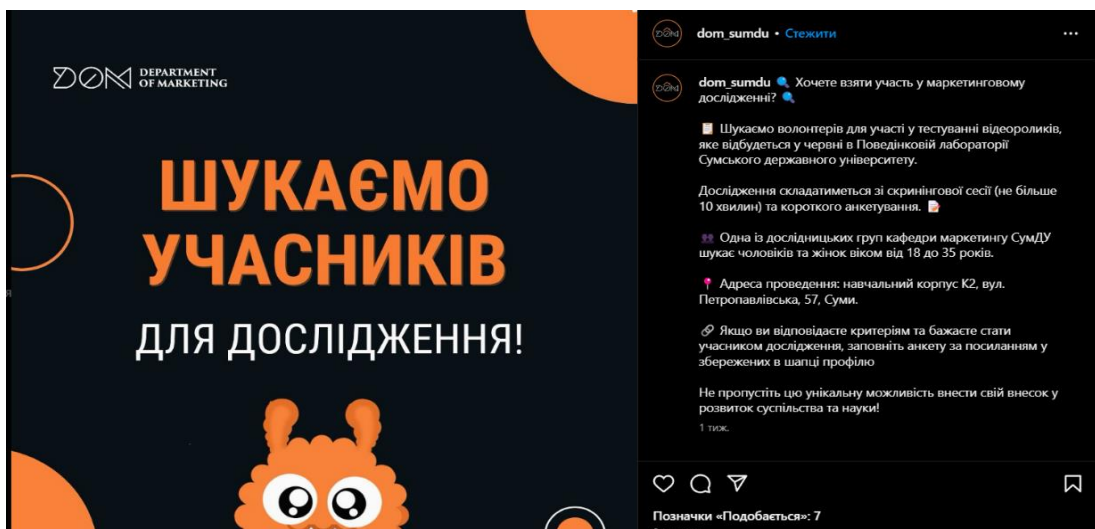 DOM DEPARTMENT
OF MARKETING
ШУКАЄМО
УЧАСНИКІВ
ДЛЯ ДОСЛІДЖЕННЯ!
dom_sumdu • Стежити
dom_sumdu 🔍 Хочете взяти участь у маркетинговому
дослідженні? 🔍
📋 Шукаємо волонтерів для участі у тестуванні відеороликів,
яке відбудеться у червні в Поведінковій лабораторії
Сумського державного університету.
Дослідження складатиметься зі скринінгової сесії (не більше
10 хвилин) та короткого анкетування. 📝
👥 Одна із дослідницьких груп кафедри маркетингу СумДУ
шукає чоловіків та жінок віком від 18 до 35 років.
📍 Адреса проведення: навчальний корпус К2, вул.
Петропавлівська, 57, Суми.
🔗 Якщо ви відповідаєте критеріям та бажаєте стати
учасником дослідження, заповніть анкету за посиланням у
збережених в шапці профілю
Не пропустіть цю унікальну можливість внести свій внесок у
розвиток суспільства та науки!
1 тиж.
Позначки «Подобається»: 7